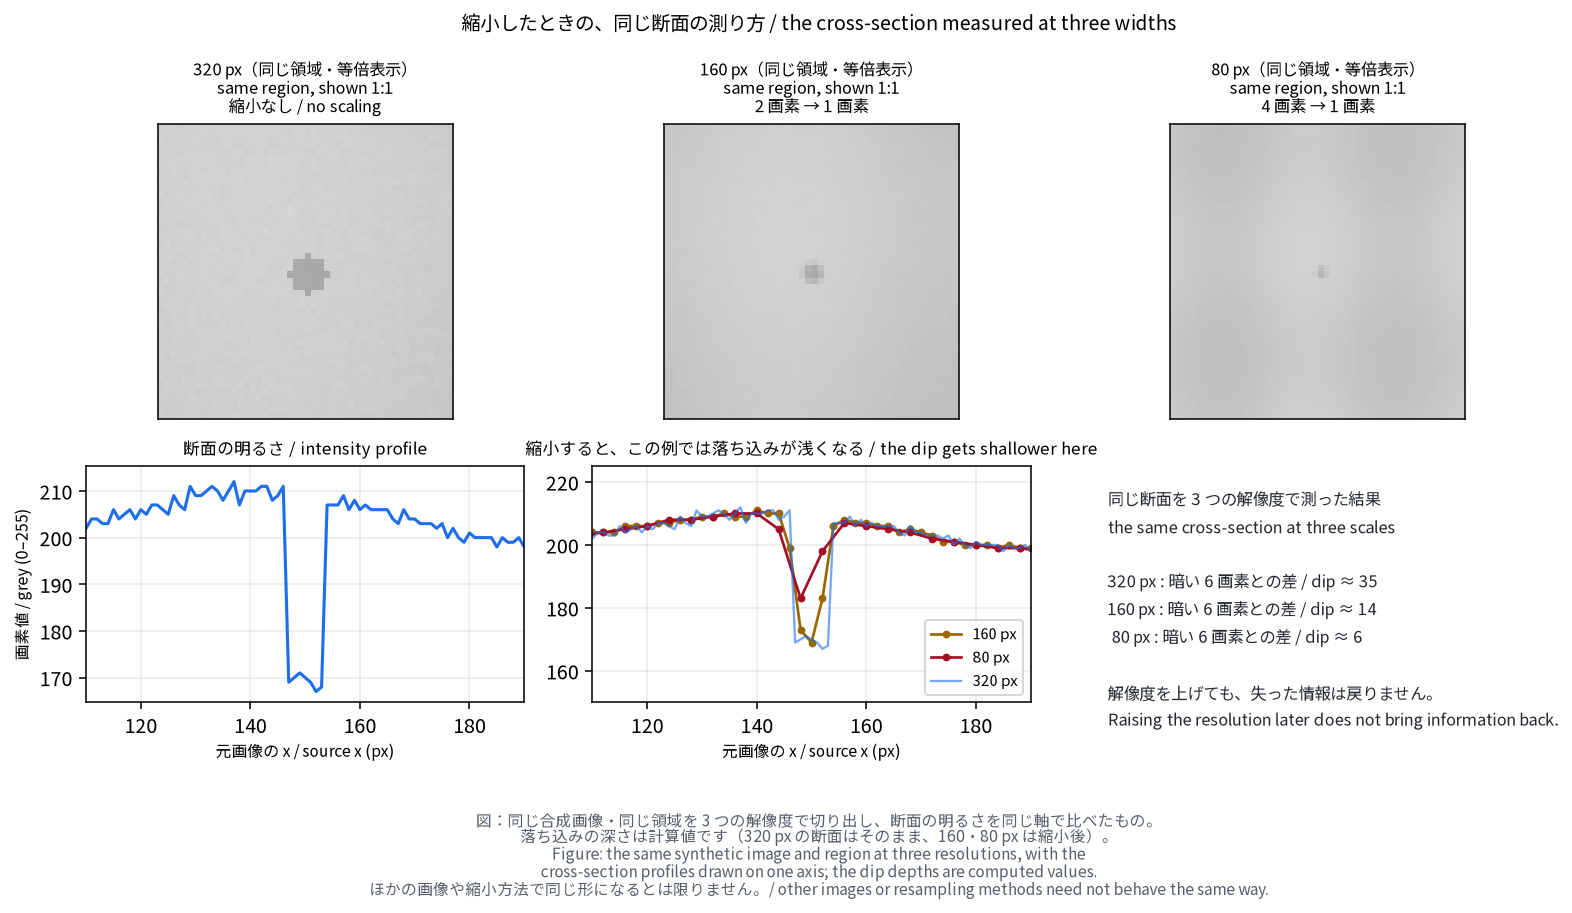 縮小したときの、同じ断面の測り方 / the cross-section measured at three widths
320 px（同じ領域・等倍表示）
same region, shown 1:1
縮小なし / no scaling
160 px（同じ領域・等倍表示）
same region, shown 1:1
2 画素 → 1 画素
80 px（同じ領域・等倍表示）
same region, shown 1:1
4 画素 → 1 画素
断面の明るさ / intensity profile
画素値 / grey (0–255)
210
200
190
180
170
120
140
160
180
元画像の x / source x (px)
縮小すると、この例では落ち込みが浅くなる / the dip gets shallower here
220
200
180
160
160 px
80 px
320 px
120
140
160
180
元画像の x / source x (px)
同じ断面を 3 つの解像度で測った結果
the same cross-section at three scales
320 px : 暗い 6 画素との差 / dip ≈ 35
160 px : 暗い 6 画素との差 / dip ≈ 14
80 px : 暗い 6 画素との差 / dip ≈ 6
解像度を上げても、失った情報は戻りません。
Raising the resolution later does not bring information back.
図：同じ合成画像・同じ領域を 3 つの解像度で切り出し、断面の明るさを同じ軸で比べたもの。
落ち込みの深さは計算値です（320 px の断面はそのまま、160・80 px は縮小後）。
Figure: the same synthetic image and region at three resolutions, with the
cross-section profiles drawn on one axis; the dip depths are computed values.
ほかの画像や縮小方法で同じ形になるとは限りません。/ other images or resampling methods need not behave the same way.